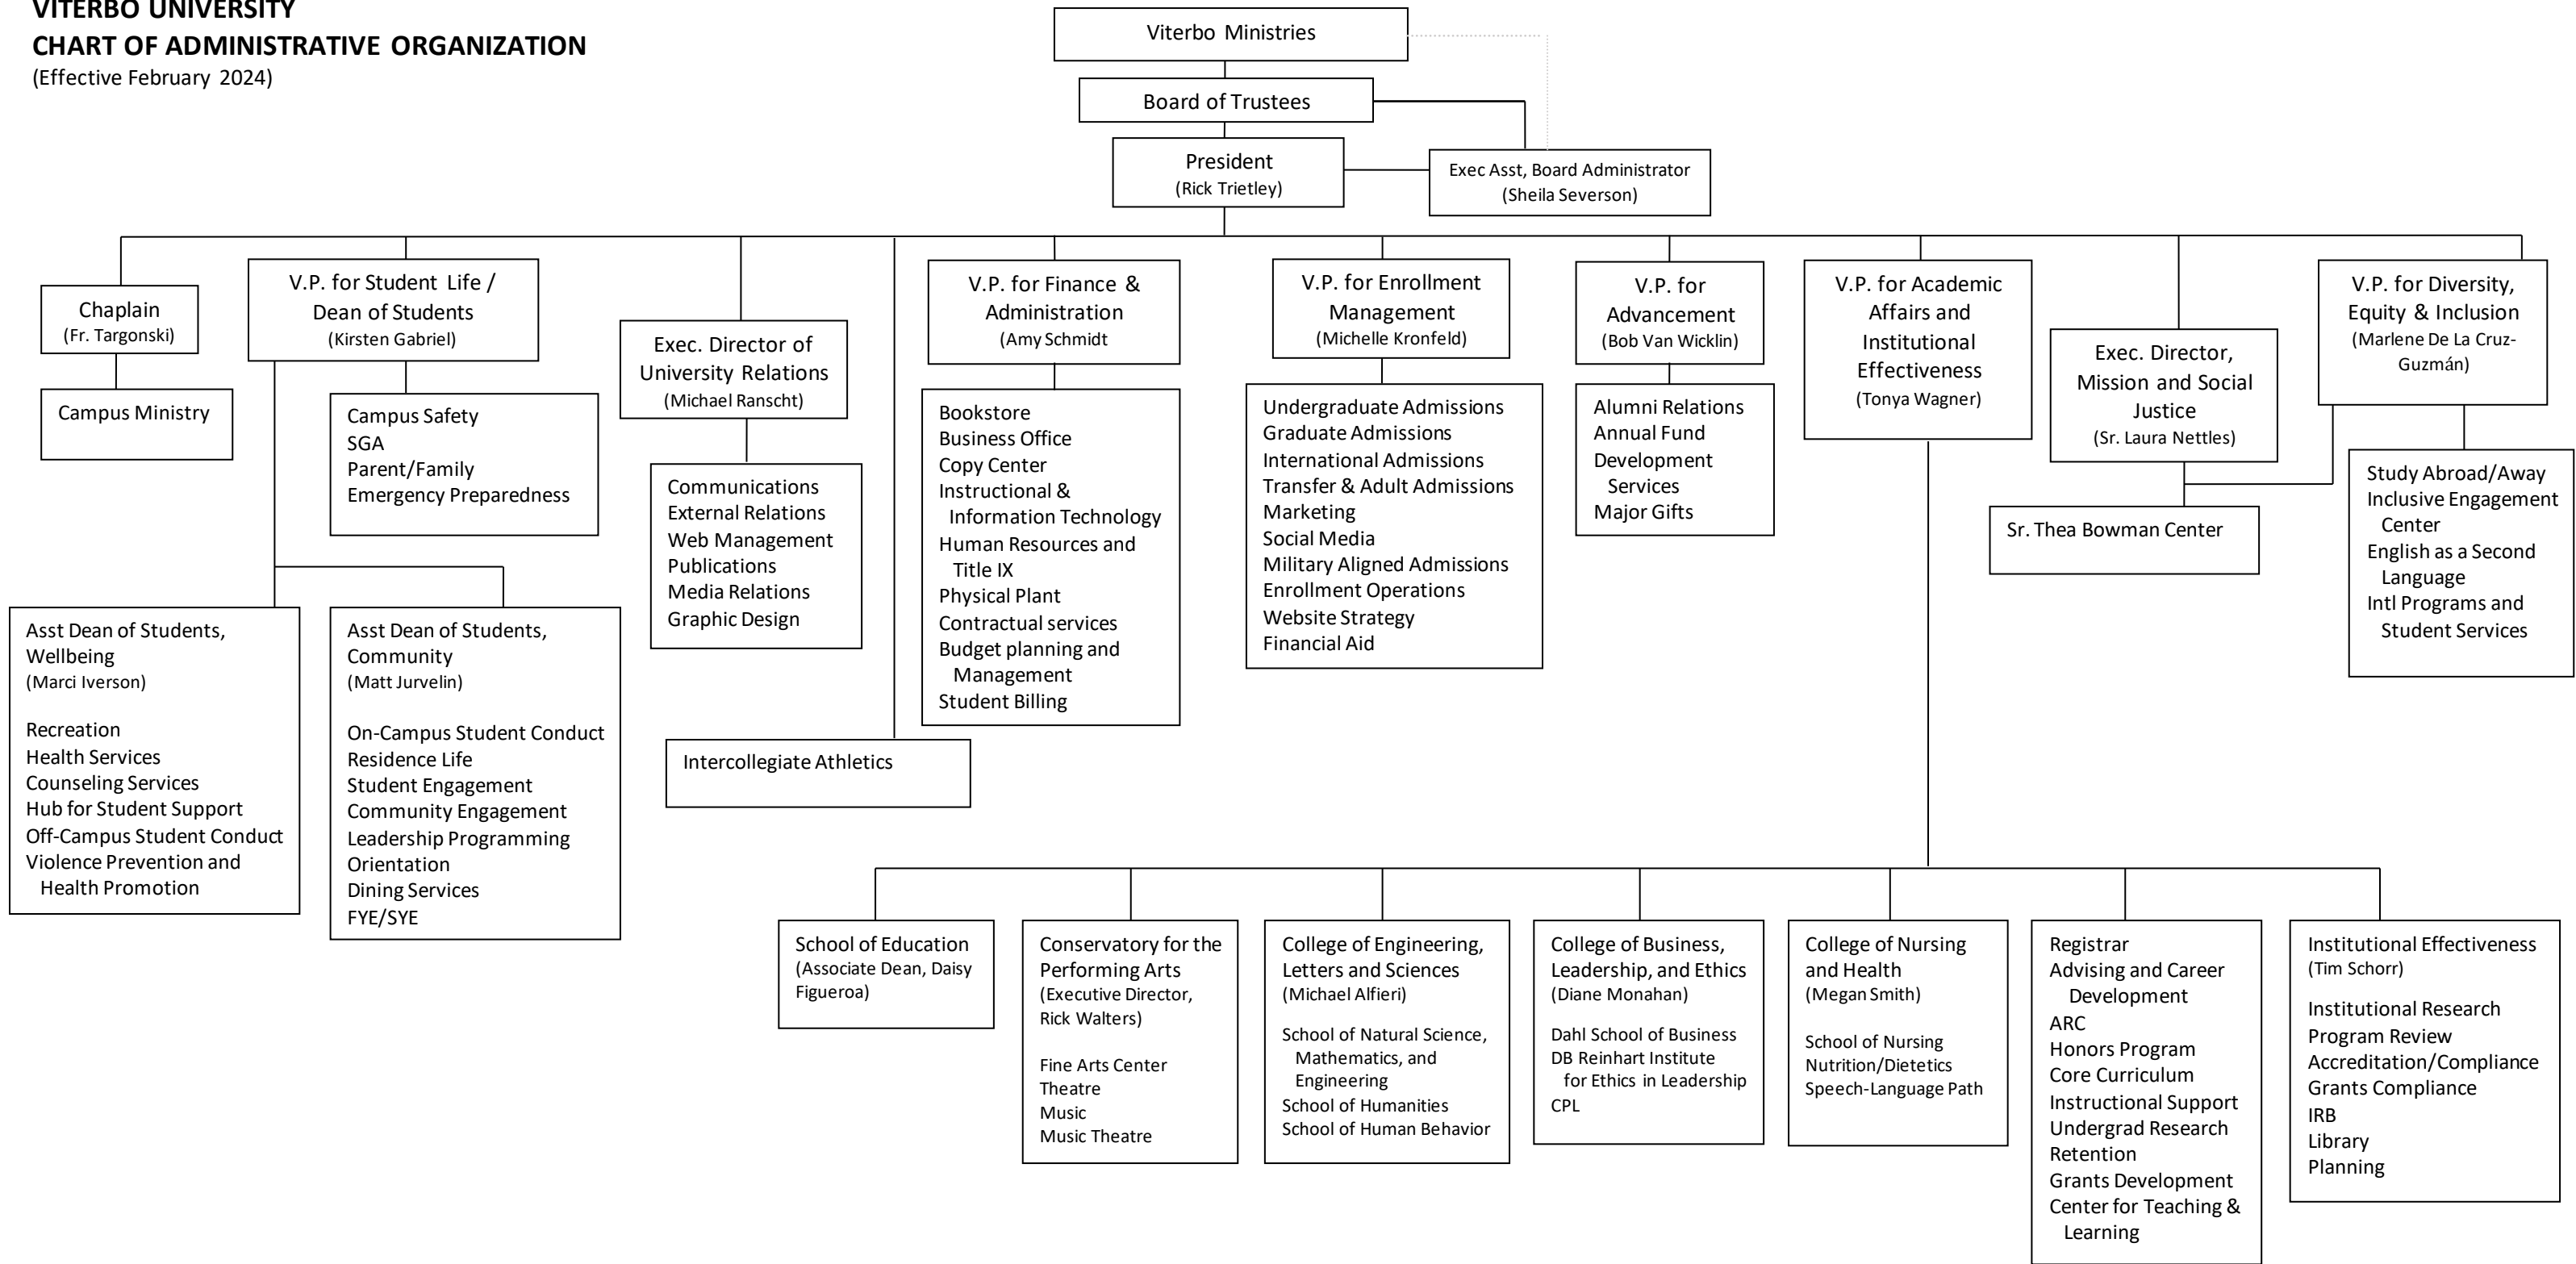 VITERBO UNIVERSITY
CHART OF ADMINISTRATIVE ORGANIZATION
(Effective February 2024)
Viterbo Ministries
Board of Trustees
President
(Rick Trietley)
Exec Asst, Board Administrator
(Sheila Severson)
Chaplain
(Fr. Targonski)
Campus Ministry
V.P. for Student Life /
Dean of Students
(Kirsten Gabriel)
Campus Safety
SGA
Parent/Family
Emergency Preparedness
Asst Dean of Students,
Wellbeing
(Marci Iverson)
Recreation
Health Services
Counseling Services
Hub for Student Support
Off-Campus Student Conduct
Violence Prevention and
Health Promotion
Asst Dean of Students,
Community
(Matt Jurvelin)
On-Campus Student Conduct
Residence Life
Student Engagement
Community Engagement
Leadership Programming
Orientation
Dining Services
FYE/SYE
Exec. Director of
University Relations
(Michael Ranscht)
Communications
External Relations
Web Management
Publications
Media Relations
Graphic Design
Intercollegiate Athletics
V.P. for Finance &
Administration
(Amy Schmidt
Bookstore
Business Office
Copy Center
Instructional &
Information Technology
Human Resources and
Title IX
Physical Plant
Contractual services
Budget planning and
Management
Student Billing
V.P. for Enrollment
Management
(Michelle Kronfeld)
Undergraduate Admissions
Graduate Admissions
International Admissions
Transfer & Adult Admissions
Marketing
Social Media
Military Aligned Admissions
Enrollment Operations
Website Strategy
Financial Aid
V.P. for
Advancement
(Bob Van Wicklin)
Alumni Relations
Annual Fund
Development
Services
Major Gifts
V.P. for Academic
Affairs and
Institutional
Effectiveness
(Tonya Wagner)
Exec. Director,
Mission and Social
Justice
(Sr. Laura Nettles)
Sr. Thea Bowman Center
V.P. for Diversity,
Equity & Inclusion
(Marlene De La Cruz-
Guzmán)
Study Abroad/Away
Inclusive Engagement
Center
English as a Second
Language
Intl Programs and
Student Services
School of Education
(Associate Dean, Daisy
Figueroa)
Conservatory for the
Performing Arts
(Executive Director,
Rick Walters)
Fine Arts Center
Theatre
Music
Music Theatre
College of Engineering,
Letters and Sciences
(Michael Alfieri)
School of Natural Science,
Mathematics, and
Engineering
School of Humanities
School of Human Behavior
College of Business,
Leadership, and Ethics
(Diane Monahan)
Dahl School of Business
DB Reinhart Institute
for Ethics in Leadership
CPL
College of Nursing
and Health
(Megan Smith)
School of Nursing
Nutrition/Dietetics
Speech-Language Path
Registrar
Advising and Career
Development
ARC
Honors Program
Core Curriculum
Instructional Support
Undergrad Research
Retention
Grants Development
Center for Teaching &
Learning
Institutional Effectiveness
(Tim Schorr)
Institutional Research
Program Review
Accreditation/Compliance
Grants Compliance
IRB
Library
Planning